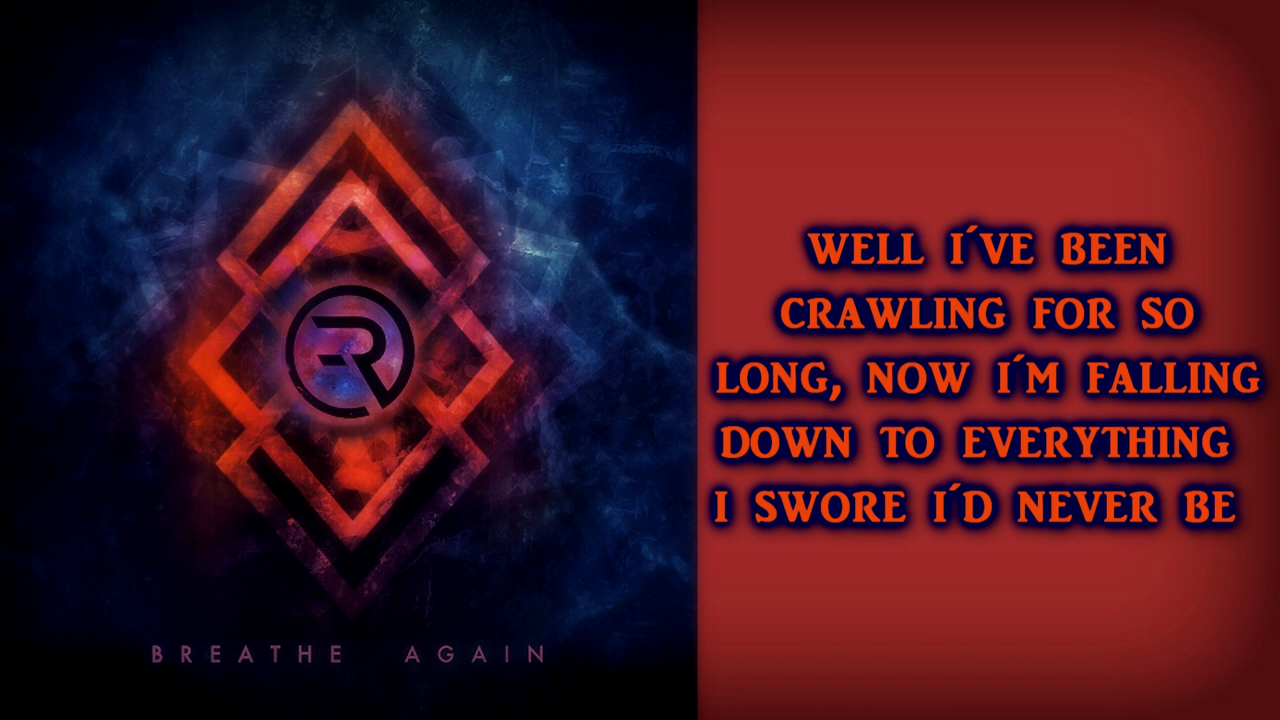 BREATHE AGAIN
WELL I´VE BEEN
CRAWLING FOR SO
LONG, NOW I´M FALLING
DOWN TO EVERYTHING
I SWORE I´D NEVER BE